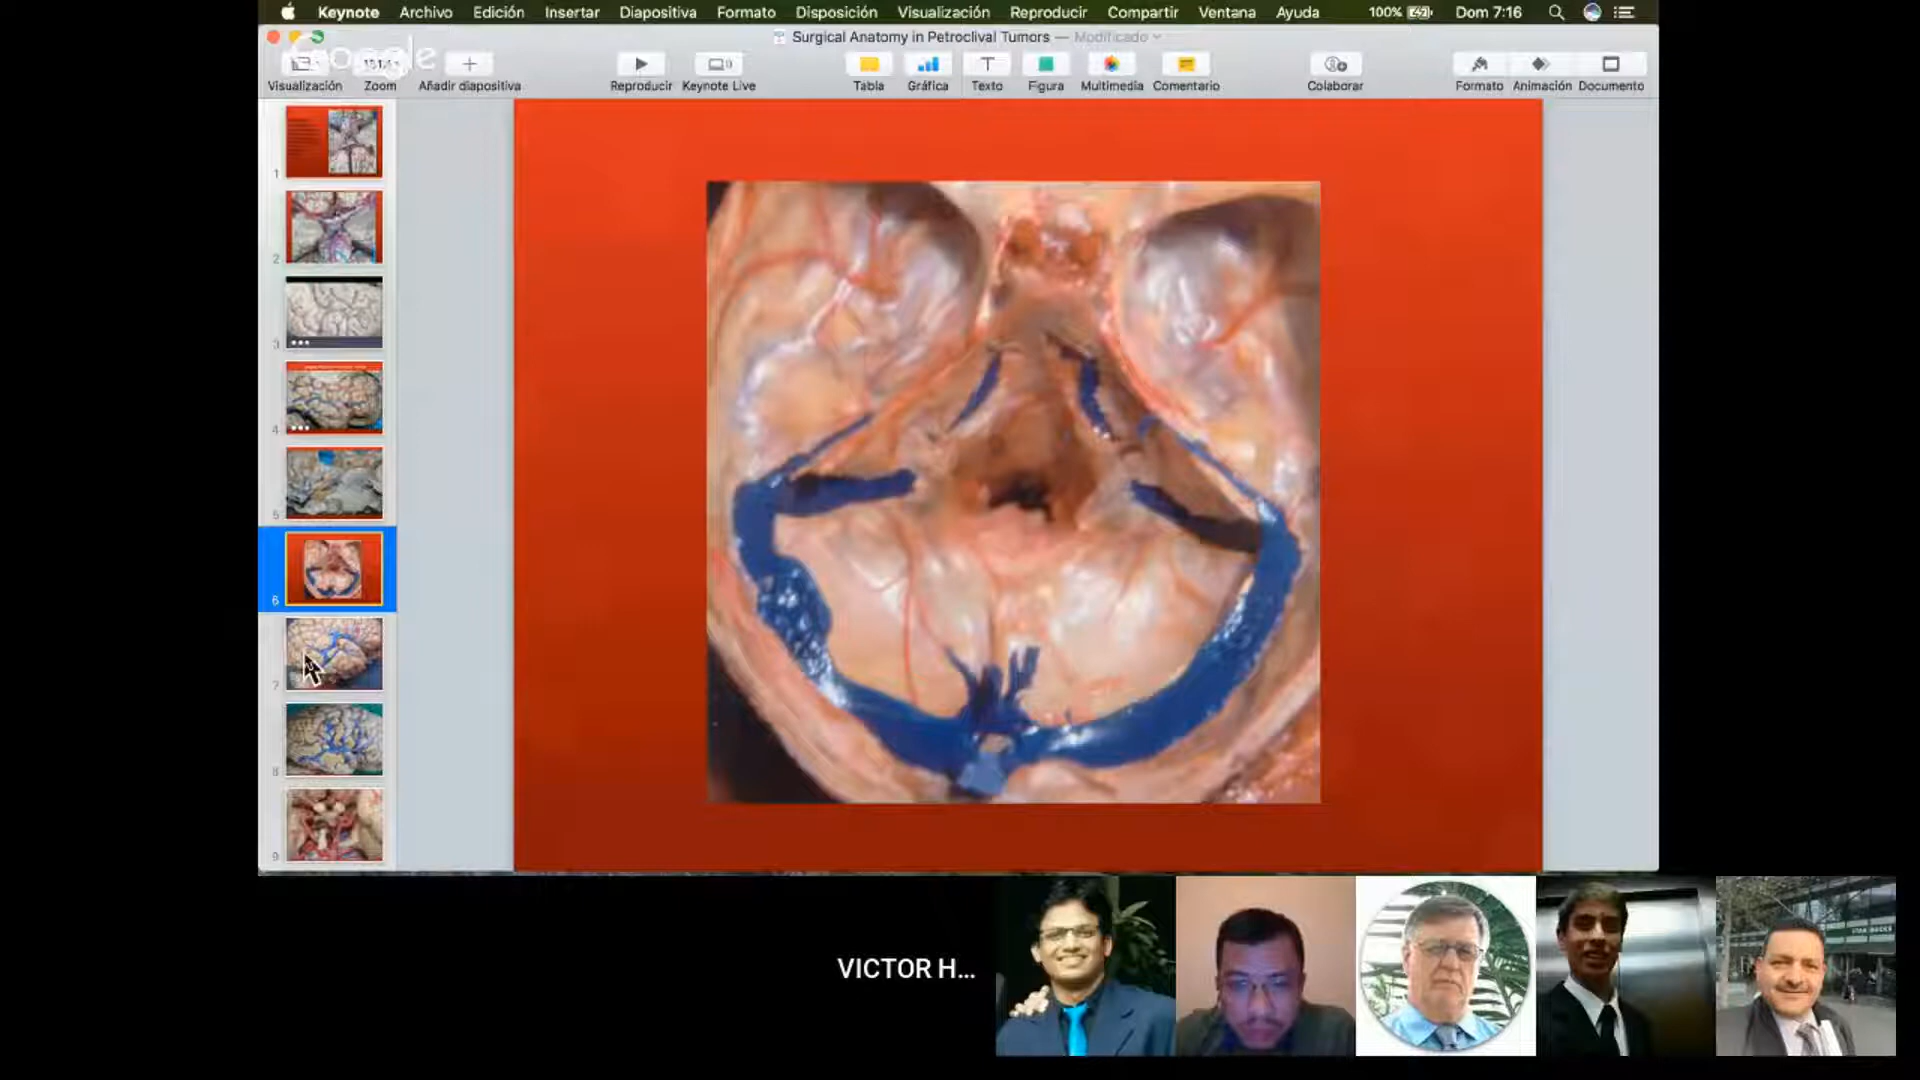 Keynote Archivo Edición Insertar Diapositiva Formato Disposición Visualización Reproducir Compartir Ventana Ayuda 100% Dom 7:16
Surgical Anatomy in Petroclival Tumors — Modificado
Google
Visualización Zoom Añadir diapositiva Reproducir Keynote Live Tabla Gráfica Texto Figura Multimedia Comentario Colaborar Formato Animación Documento
1
2
3
4
5
6
7
8
9
VICTOR H...